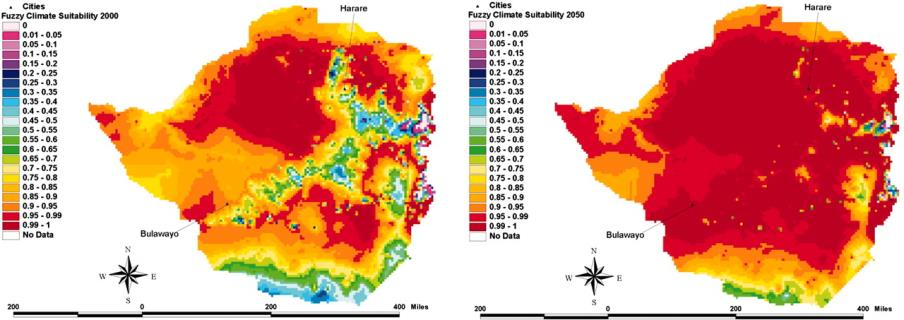 Cities
Fuzzy Climate Suitability 2000
0
0.01 - 0.05
0.05 - 0.1
0.1 - 0.15
0.15 - 0.2
0.2 - 0.25
0.25 - 0.3
0.3 - 0.35
0.35 - 0.4
0.4 - 0.45
0.45 - 0.5
0.5 - 0.55
0.55 - 0.6
0.6 - 0.65
0.65 - 0.7
0.7 - 0.75
0.75 - 0.8
0.8 - 0.85
0.85 - 0.9
0.9 - 0.95
0.95 - 0.99
0.99 - 1
No Data
Harare
Bulawayo
N
W E
S
200 0 200 400 Miles
Cities
Fuzzy Climate Suitability 2050
0
0.01 - 0.05
0.05 - 0.1
0.1 - 0.15
0.15 - 0.2
0.2 - 0.25
0.25 - 0.3
0.3 - 0.35
0.35 - 0.4
0.4 - 0.45
0.45 - 0.5
0.5 - 0.55
0.55 - 0.6
0.6 - 0.65
0.65 - 0.7
0.7 - 0.75
0.75 - 0.8
0.8 - 0.85
0.85 - 0.9
0.9 - 0.95
0.95 - 0.99
0.99 - 1
No Data
Harare
Bulawayo
N
W E
S
200 0 200 400 Miles